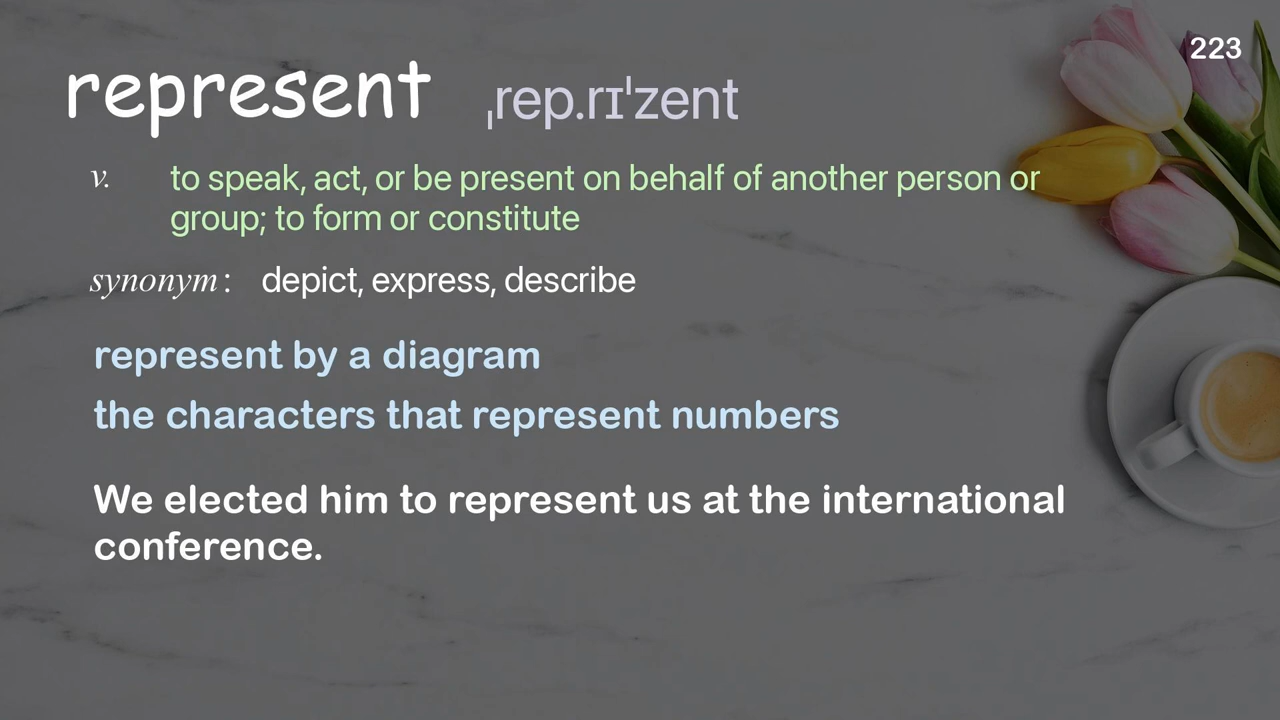 223
represent ˌrep.rɪˈzent
v. to speak, act, or be present on behalf of another person or
group; to form or constitute
synonym: depict, express, describe
represent by a diagram
the characters that represent numbers
We elected him to represent us at the international
conference.